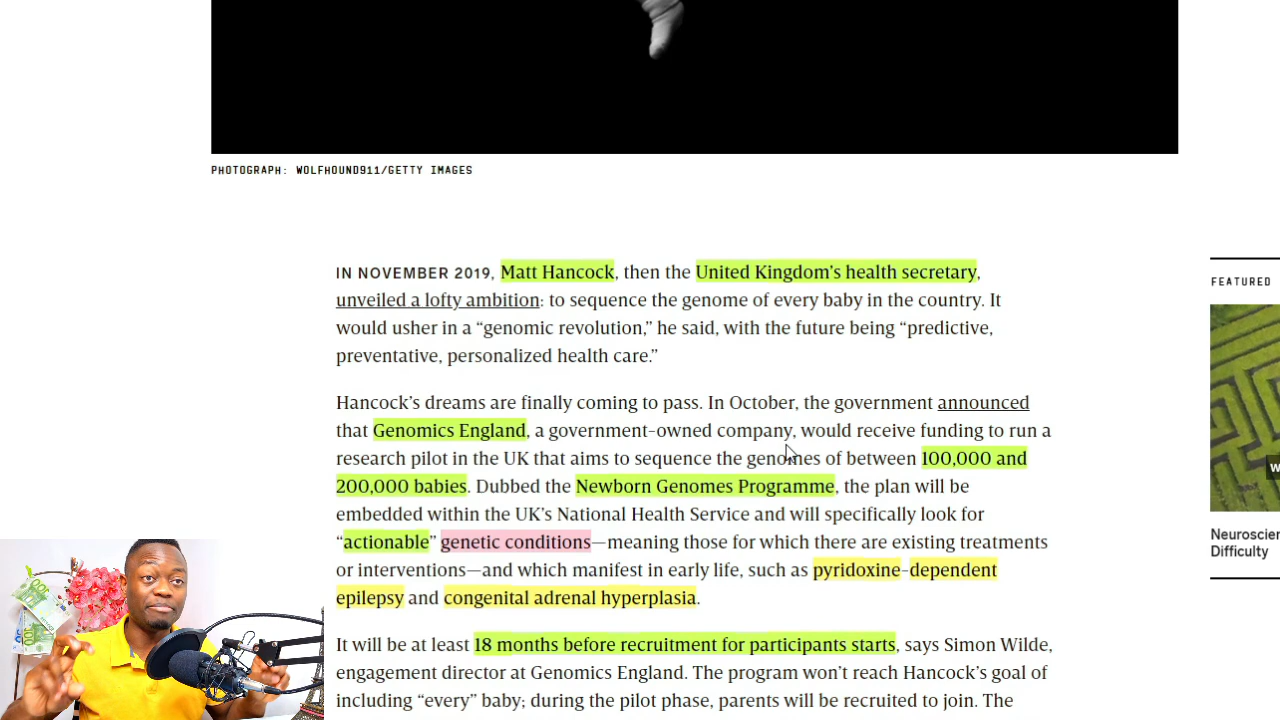 PHOTOGRAPH: WOLFHOUND911/GETTY IMAGES
IN NOVEMBER 2019, Matt Hancock, then the United Kingdom’s health secretary,
unveiled a lofty ambition: to sequence the genome of every baby in the country. It
would usher in a “genomic revolution,” he said, with the future being “predictive,
preventative, personalized health care.”
Hancock’s dreams are finally coming to pass. In October, the government announced
that Genomics England, a government-owned company, would receive funding to run a
research pilot in the UK that aims to sequence the genomes of between 100,000 and
200,000 babies. Dubbed the Newborn Genomes Programme, the plan will be
embedded within the UK’s National Health Service and will specifically look for
“actionable” genetic conditions—meaning those for which there are existing treatments
or interventions—and which manifest in early life, such as pyridoxine-dependent
epilepsy and congenital adrenal hyperplasia.
It will be at least 18 months before recruitment for participants starts, says Simon Wilde,
engagement director at Genomics England. The program won’t reach Hancock’s goal of
including “every” baby; during the pilot phase, parents will be recruited to join. The
FEATURED
W
Difficulty
100